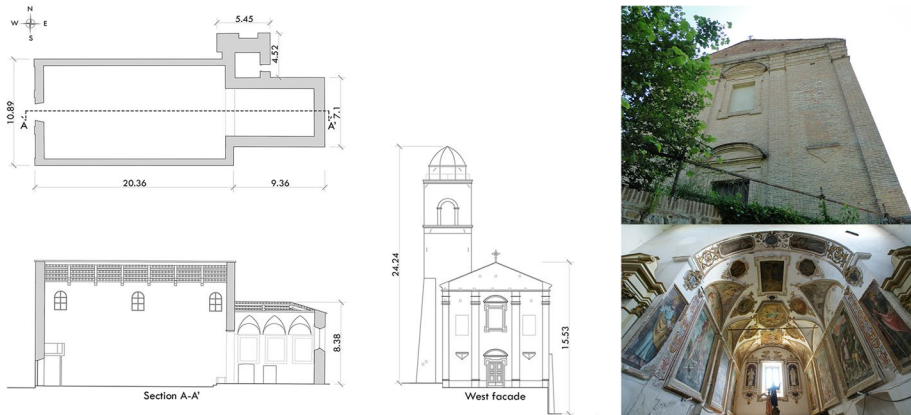 N
W E
S
5.45
4.52
10.89
A
A'
7.1
20.36
9.36
24.24
15.53
8.38
Section A-A'
West facade